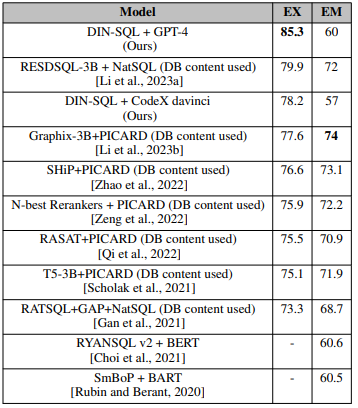 Model EX EM
DIN-SQL + GPT-4 85.3 60
(Ours)
RESDSQL-3B + NatSQL (DB content used) 79.9 72
[Li et al., 2023a]
DIN-SQL + CodeX davinci 78.2 57
(Ours)
Graphix-3B+PICARD (DB content used) 77.6 74
[Li et al., 2023b]
SHiP+PICARD (DB content used) 76.6 73.1
[Zhao et al., 2022]
N-best Rerankers + PICARD (DB content used) 75.9 72.2
[Zeng et al., 2022]
RASAT+PICARD (DB content used) 75.5 70.9
[Qi et al., 2022]
T5-3B+PICARD (DB content used) 75.1 71.9
[Scholak et al., 2021]
RATSQL+GAP+NatSQL (DB content used) 73.3 68.7
[Gan et al., 2021]
RYANSQL v2 + BERT - 60.6
[Choi et al., 2021]
SmBoP + BART - 60.5
[Rubin and Berant, 2020]